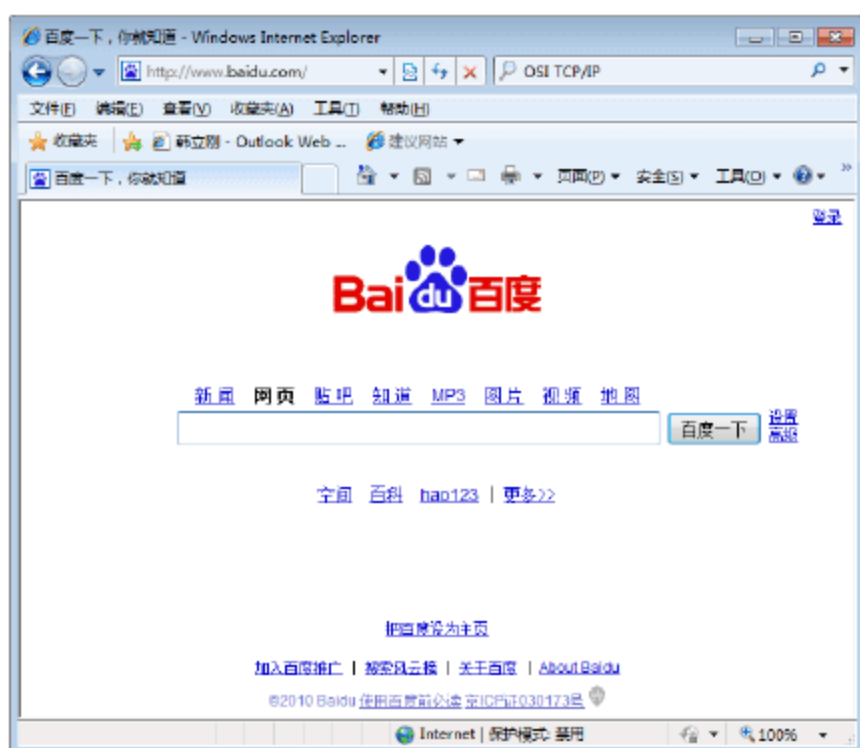 百度一下，你就知道 - Windows Internet Explorer
http://www.baidu.com/ OSI TCP/IP
文件(F) 编辑(E) 查看(V) 收藏夹(A) 工具(T) 帮助(H)
收藏夹 韩立刚 - Outlook Web ... 建议网站
百度一下，你就知道 页面(P) 安全(S) 工具(O) »
登录
Bai du 百度
新闻 网页 贴吧 知道 MP3 图片 视频 地图
百度一下 设置
高级
空间 百科 hao123 | 更多>>
把百度设为主页
加入百度推广 | 搜索风云榜 | 关于百度 | About Baidu
©2010 Baidu 使用百度前必读 京ICP证030173号
Internet | 保护模式: 禁用 100%